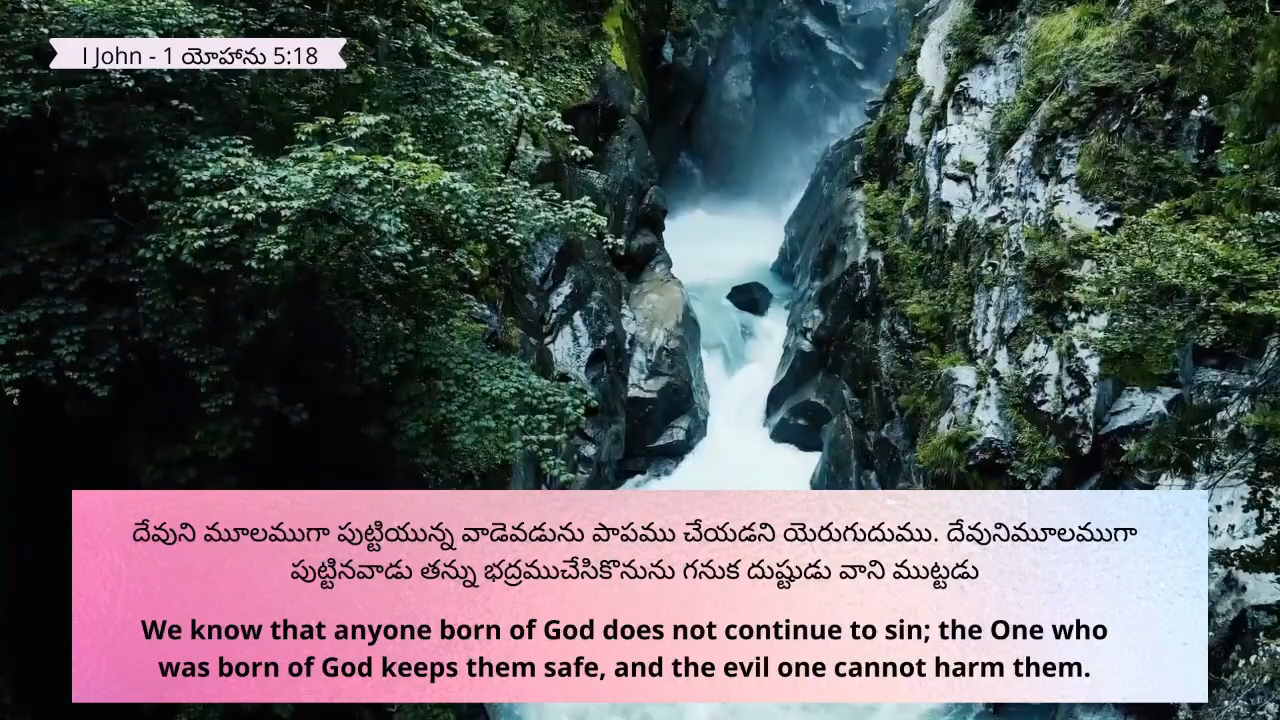 I John - 1 యోహాను 5:18
దేవుని మూలముగా పుట్టియున్న వాడెవడును పాపము చేయడని యెరుగుదుము. దేవునిమూలముగా
పుట్టినవాడు తన్ను భద్రముచేసికొనును గనుక దుష్టుడు వాని ముట్టడు
We know that anyone born of God does not continue to sin; the One who
was born of God keeps them safe, and the evil one cannot harm them.